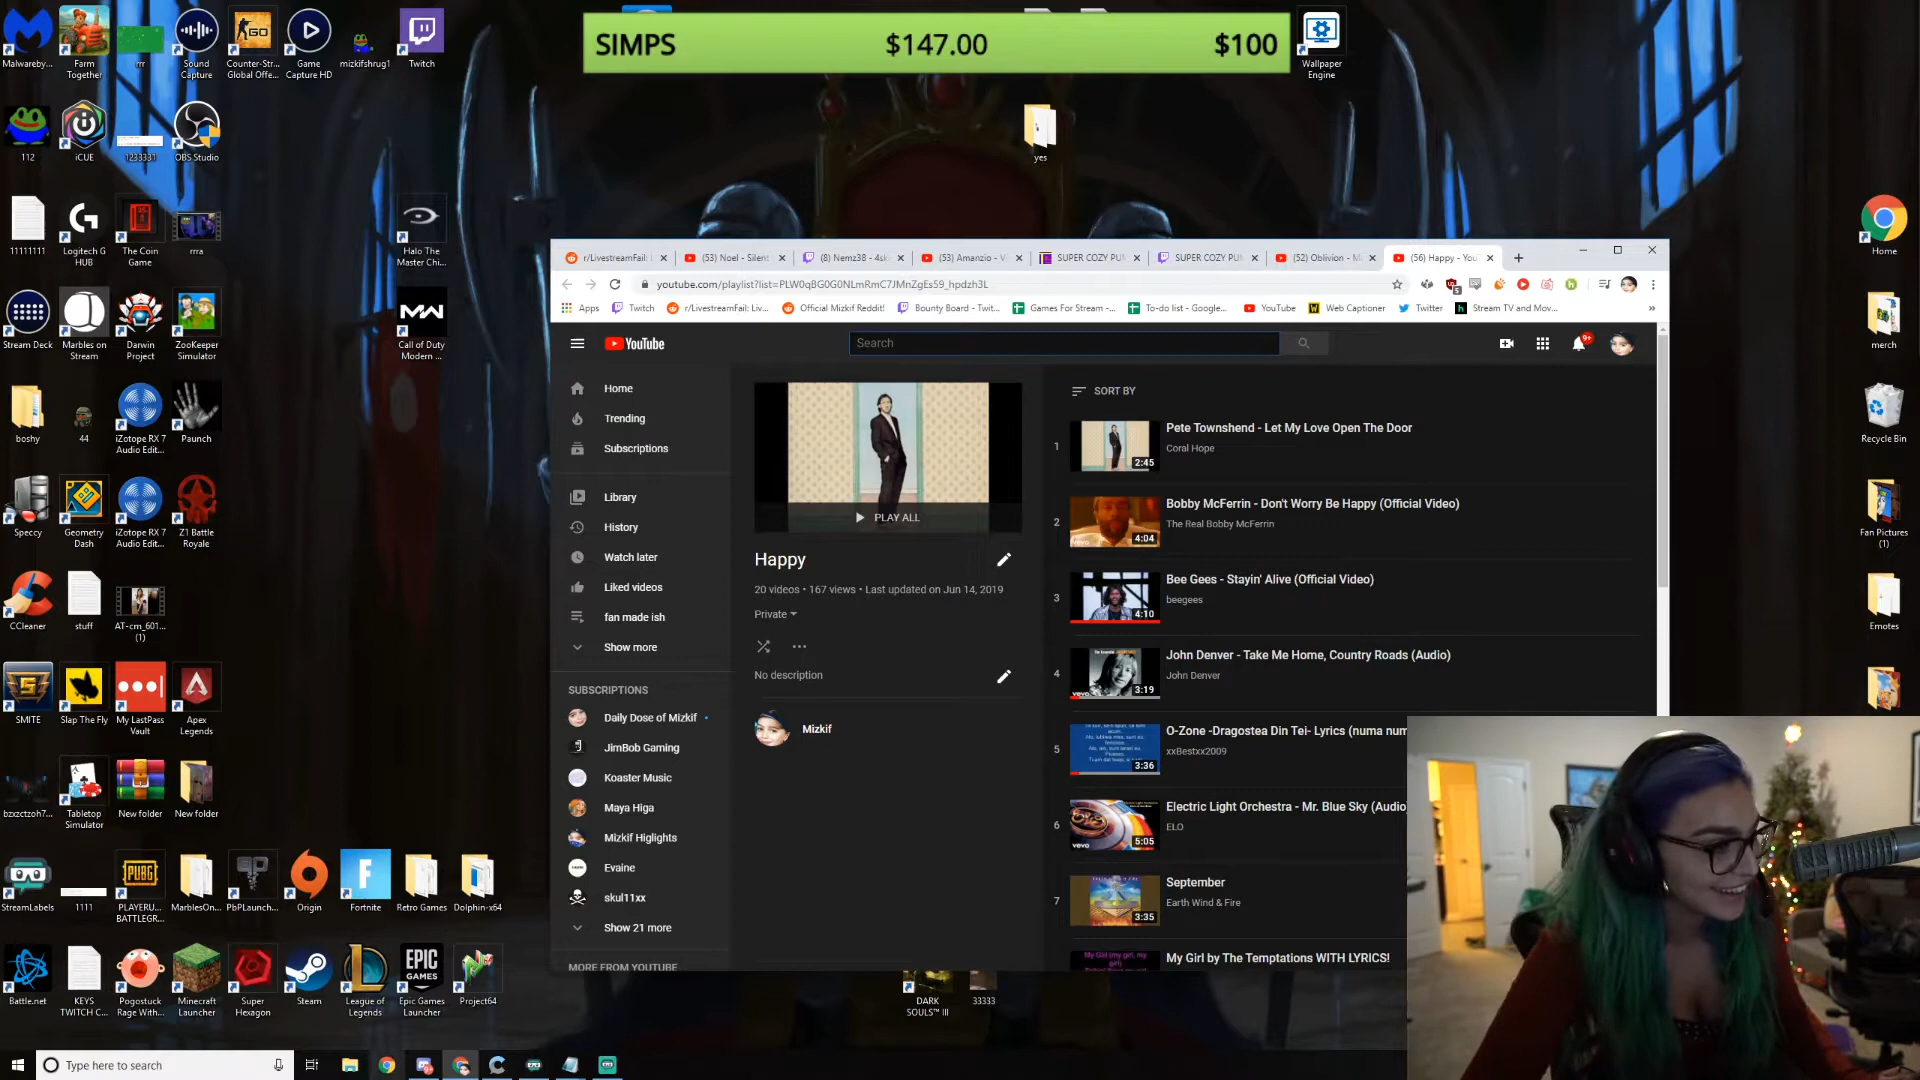 SIMPS $147.00 $100
Malwareby...
Farm Together
rrr
Sound Capture
Counter-Str... Global Offe...
Game Capture HD
mizkifshrug1
Twitch
Wallpaper Engine
112
iCUE
1233331
OBS Studio
yes
11111111
Logitech G HUB
The Coin Game
rrra
Halo The Master Chi...
Home
Stream Deck
Marbles on Stream
Darwin Project
ZooKeeper Simulator
Call of Duty Modern ...
merch
boshy
44
iZotope RX 7 Audio Edit...
Paunch
Recycle Bin
Speccy
Geometry Dash
iZotope RX 7 Audio Edit...
Z1 Battle Royale
Fan Pictures (1)
CCleaner
stuff
AT-cm_601... (1)
Emotes
SMITE
Slap The Fly
My LastPass Vault
Apex Legends
bzxzctzoh7...
Tabletop Simulator
New folder
New folder
StreamLabels
1111
PLAYERU... BATTLEGR...
MarblesOn...
PbPLaunch...
Origin
Fortnite
Retro Games
Dolphin-x64
Battle.net
KEYS TWITCH C...
Pogostuck Rage With...
Minecraft Launcher
Super Hexagon
Steam
League of Legends
Epic Games Launcher
Project64
DARK SOULS™ III
33333
r/LivestreamFail: L
(53) Noel - Silent
(8) Nemz38 - 4sk
(53) Amanzio - V
SUPER COZY PU
SUPER COZY PU
(52) Oblivion - M
(56) Happy - You
youtube.com/playlist?list=PLW0qBG0G0NLmRmC7JMnZgEs59_hpdzh3L
Apps
Twitch
r/LivestreamFail: Liv...
Official Mizkif Reddit!
Bounty Board - Twit...
Games For Stream -...
To-do list - Google...
YouTube
Web Captioner
Twitter
Stream TV and Mov...
YouTube
Search
9+
Home
Trending
Subscriptions
Library
History
Watch later
Liked videos
fan made ish
Show more
SUBSCRIPTIONS
Daily Dose of Mizkif
JimBob Gaming
Koaster Music
Maya Higa
Mizkif Higlights
Evaine
skul11xx
Show 21 more
MORE FROM YOUTUBE
PLAY ALL
Happy
20 videos • 167 views • Last updated on Jun 14, 2019
Private
No description
Mizkif
SORT BY
1
2:45
Pete Townshend - Let My Love Open The Door
Coral Hope
2
4:04
Bobby McFerrin - Don't Worry Be Happy (Official Video)
The Real Bobby McFerrin
3
4:10
Bee Gees - Stayin' Alive (Official Video)
beegees
4
3:19
John Denver - Take Me Home, Country Roads (Audio)
John Denver
5
3:36
O-Zone -Dragostea Din Tei- Lyrics (numa num
xxBestxx2009
6
5:05
Electric Light Orchestra - Mr. Blue Sky (Audio)
ELO
7
3:35
September
Earth Wind & Fire
My Girl by The Temptations WITH LYRICS!
Type here to search